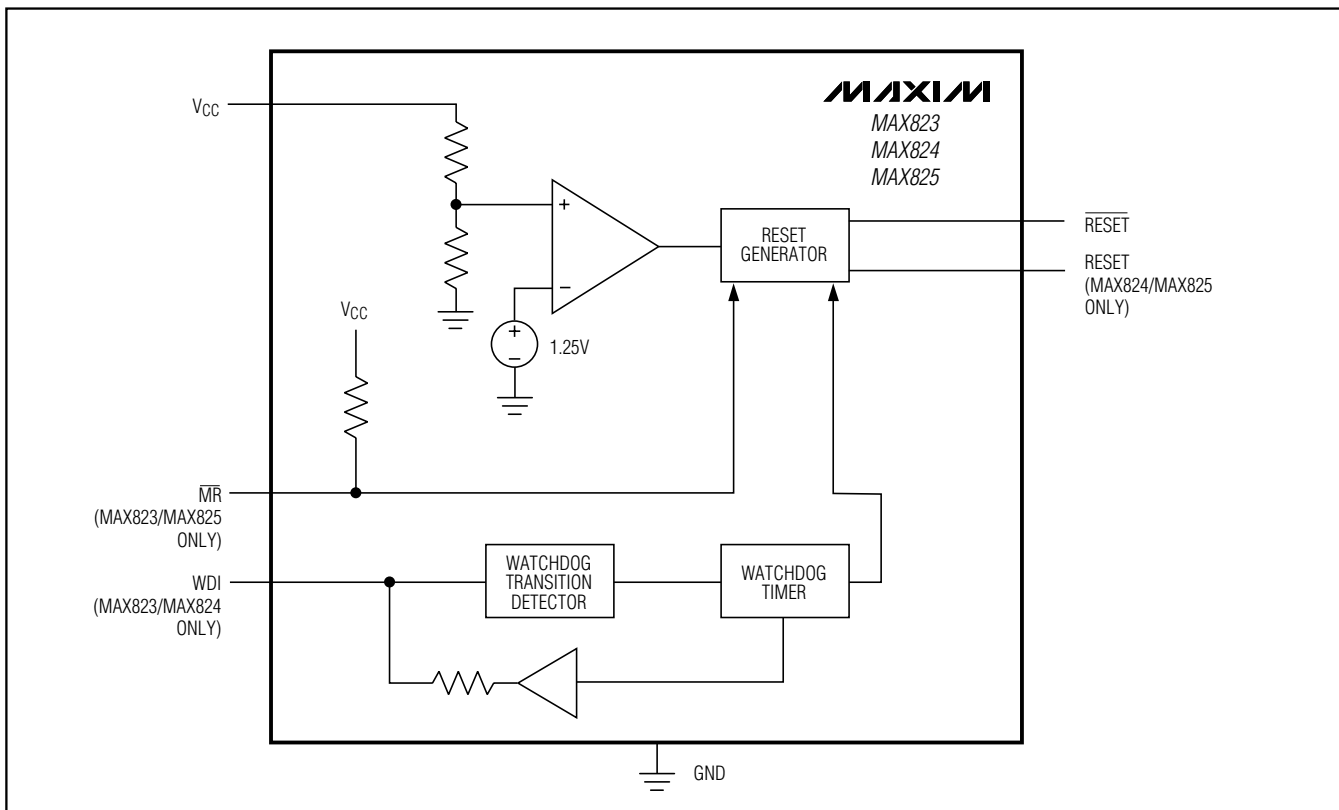 VCC
MAXIM
MAX823
MAX824
MAX825
+
−
RESET
GENERATOR
RESET
RESET
(MAX824/MAX825
ONLY)
VCC
+
−
1.25V
MR
(MAX823/MAX825
ONLY)
WDI
(MAX823/MAX824
ONLY)
WATCHDOG
TRANSITION
DETECTOR
WATCHDOG
TIMER
GND